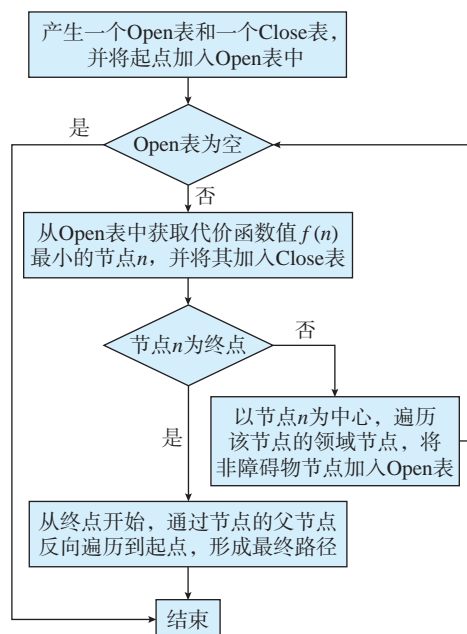 产生一个Open表和一个Close表,
并将起点加入Open表中
是
Open表为空
否
从Open表中获取代价函数值f(n)
最小的节点n，并将其加入Close表
节点n为终点
否
是
以节点n为中心，遍历
该节点的领域节点，将
非障碍物节点加入Open表
从终点开始，通过节点的父节点
反向遍历到起点，形成最终路径
结束